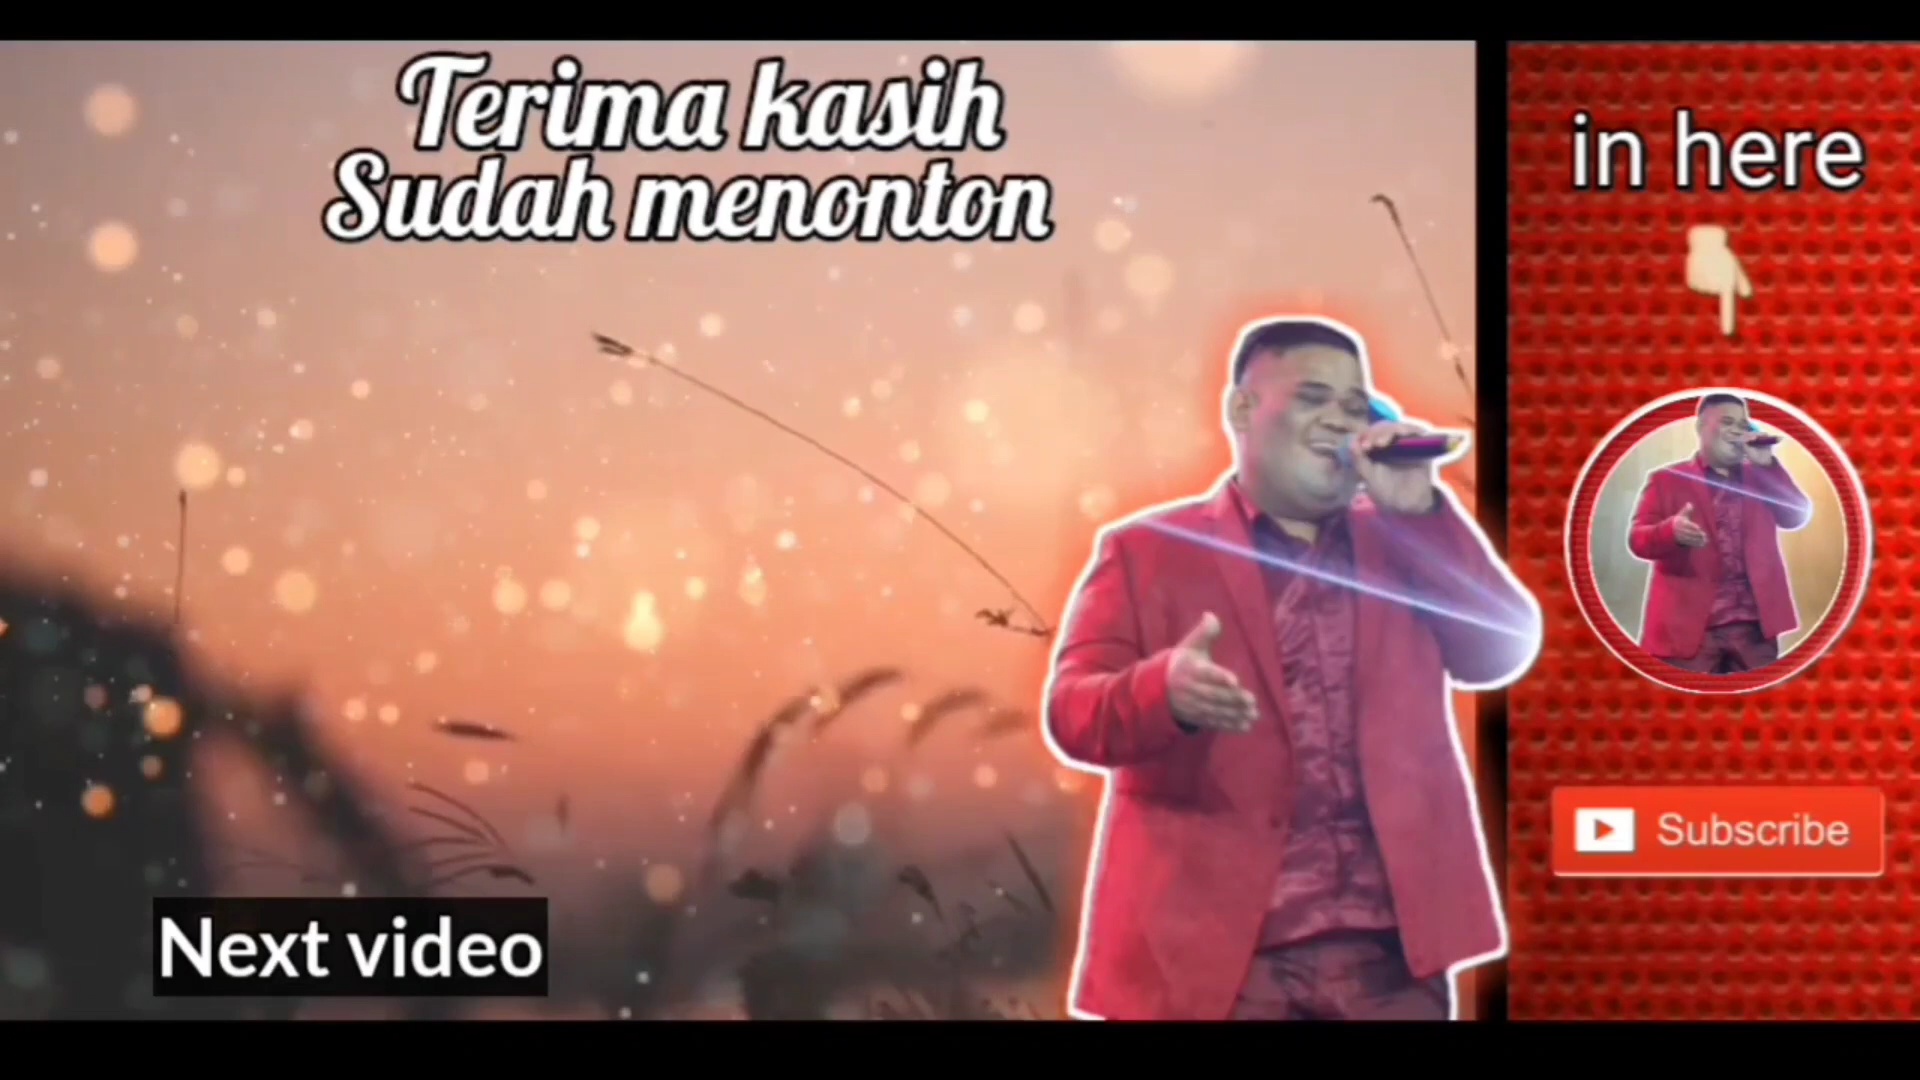 Terima kasih
Sudah menonton
in here
Subscribe
Next video